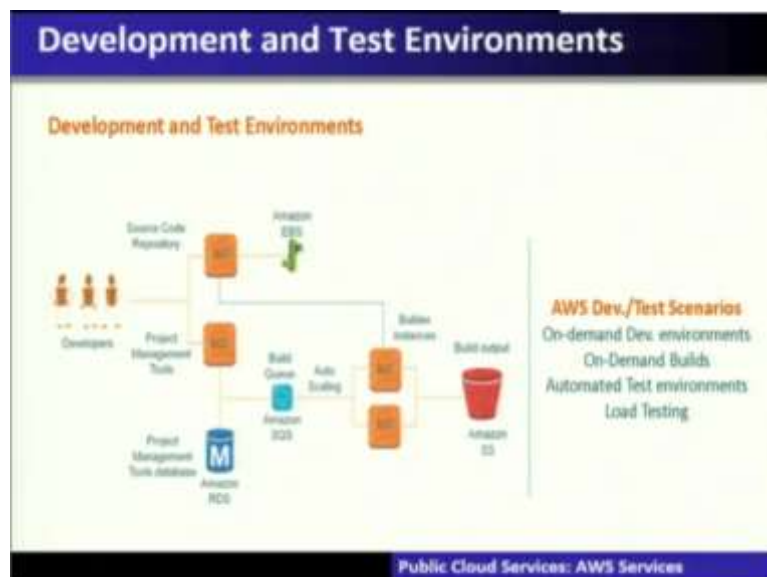 Development and Test Environments
Development and Test Environments
Source Code
Repository
Amazon
EBS
Developers
Project
Management
Tools
Build
Queue
Auto
Scaling
Builder
Instances
Build output
Amazon
SQS
Amazon
S3
Project
Management
Tools database
M
Amazon
RDS
AWS Dev./Test Scenarios
On-demand Dev. environments
On-Demand Builds
Automated Test environments
Load Testing
Public Cloud Services: AWS Services